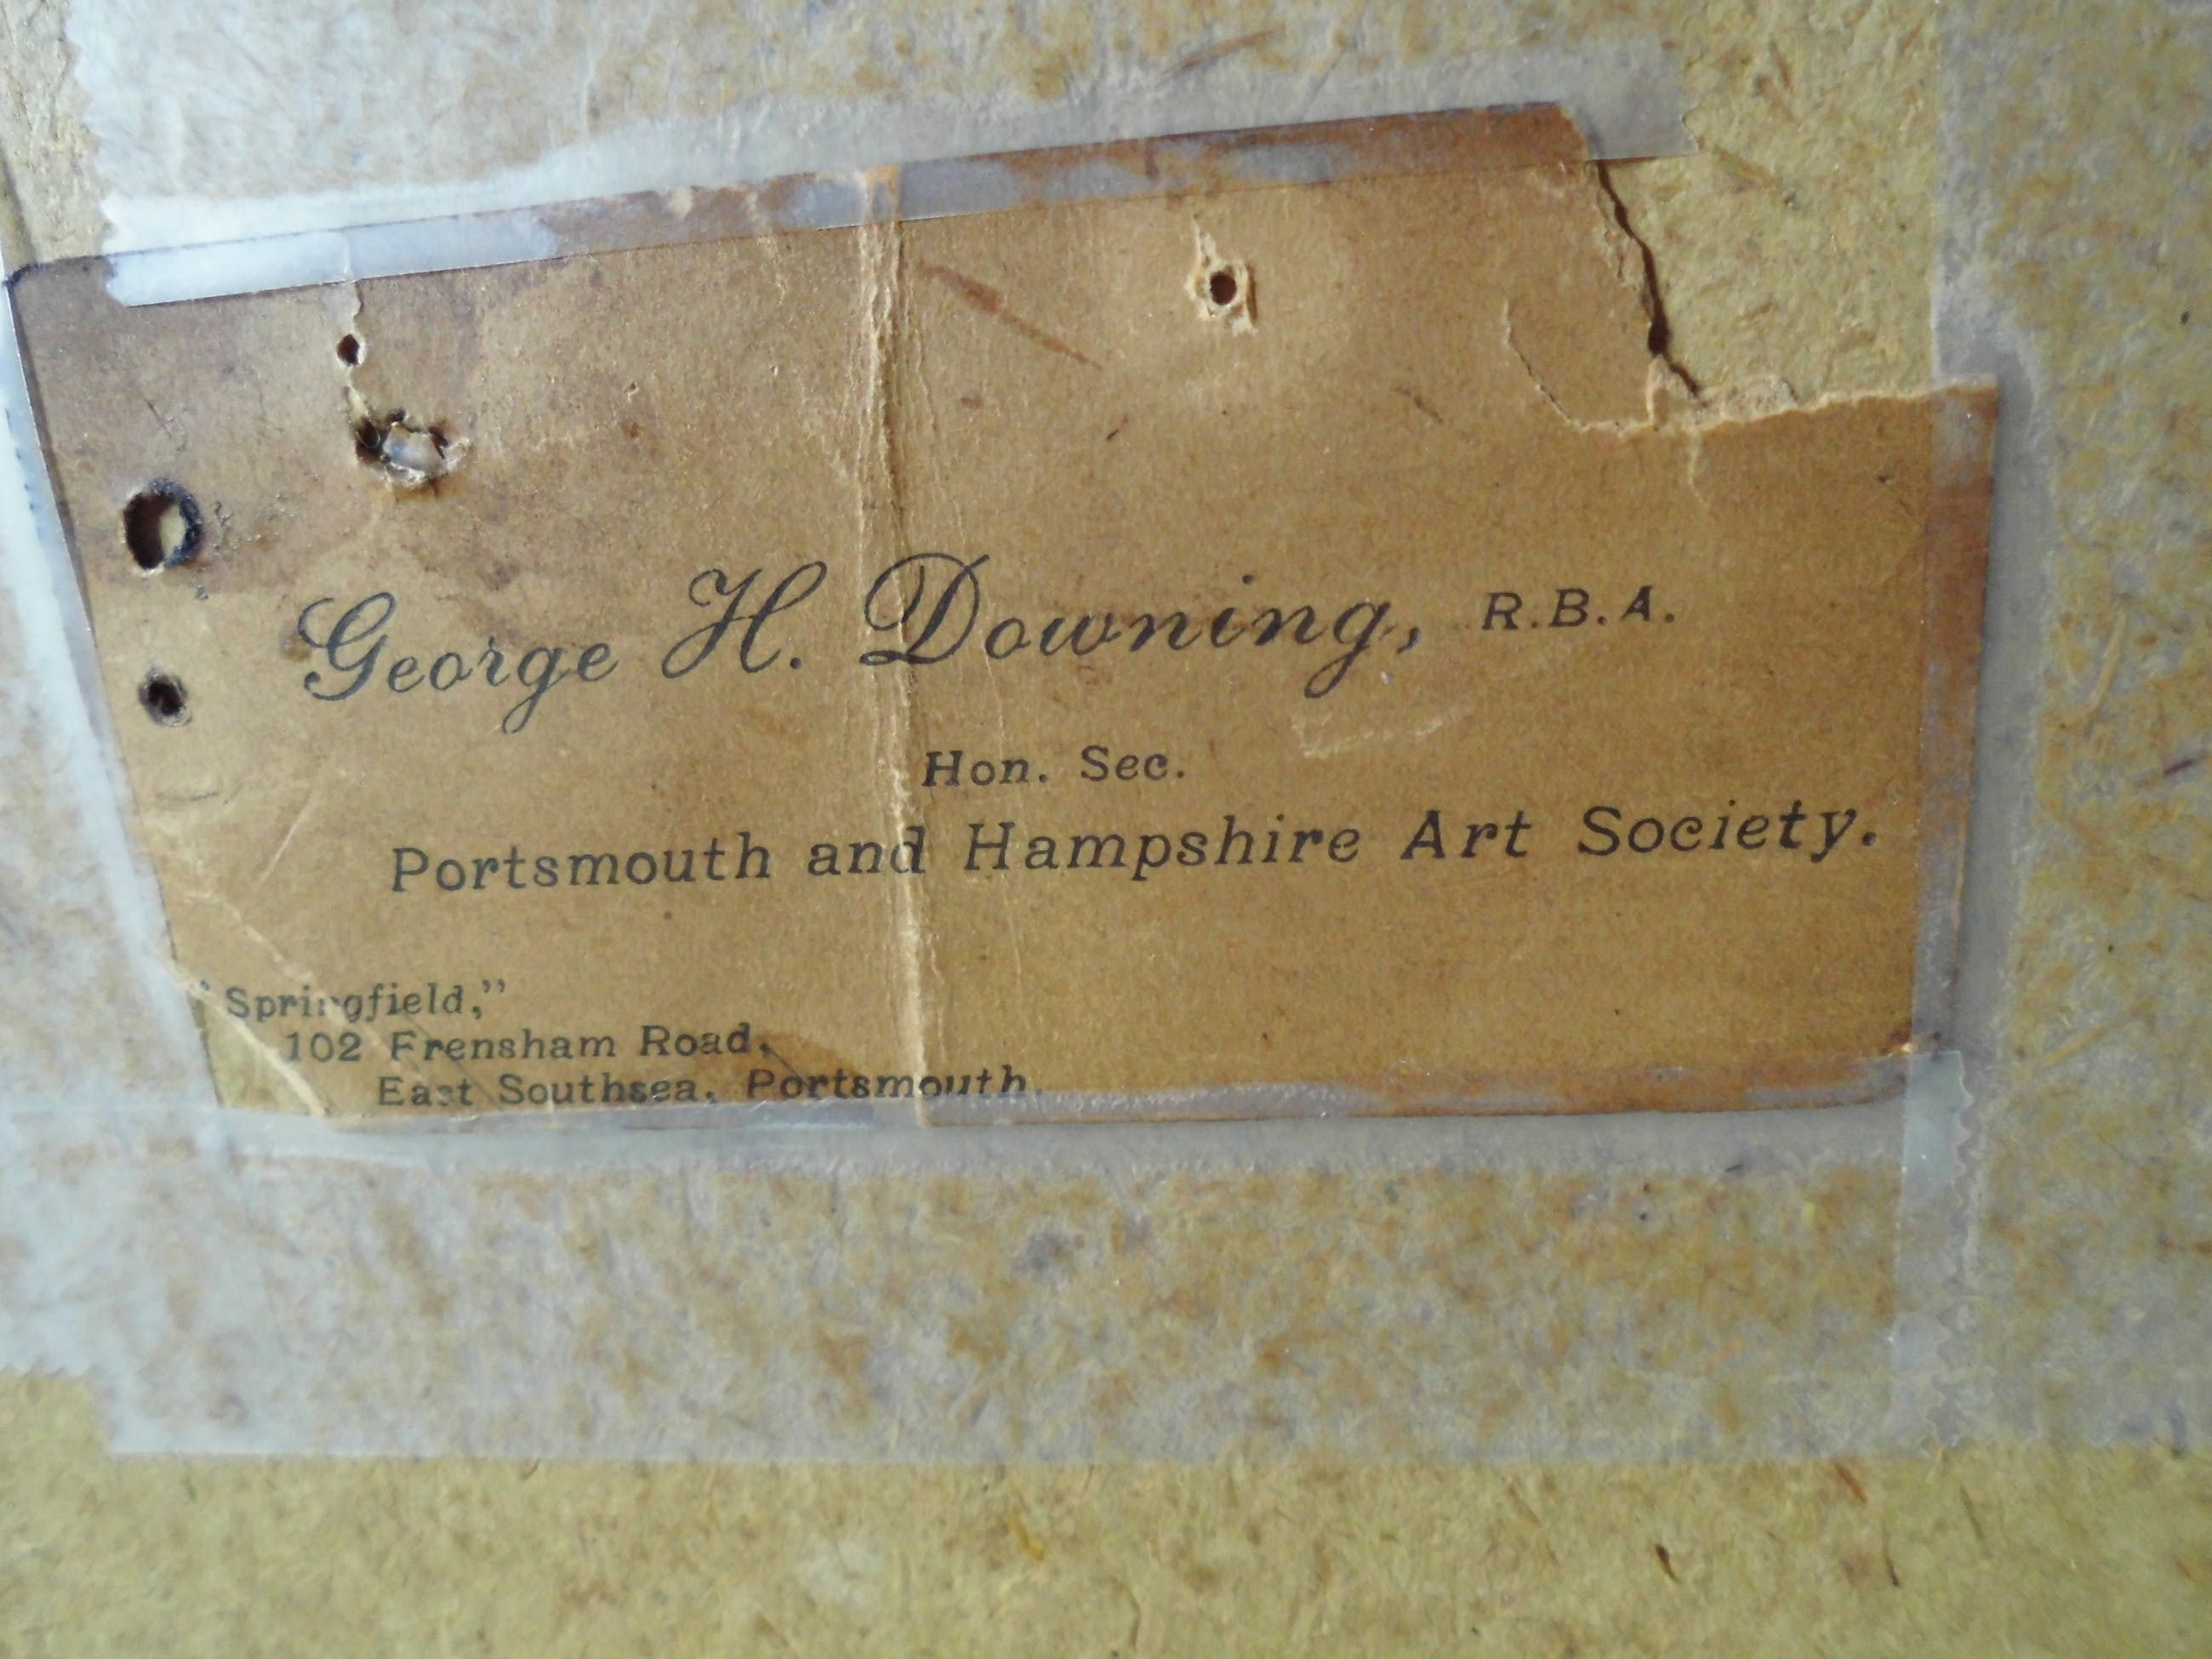 George H. Downing, R.B.A.
Hon. Sec.
Portsmouth and Hampshire Art Society.
"Springfield,"
102 Frensham Road,
East Southsea, Portsmouth.